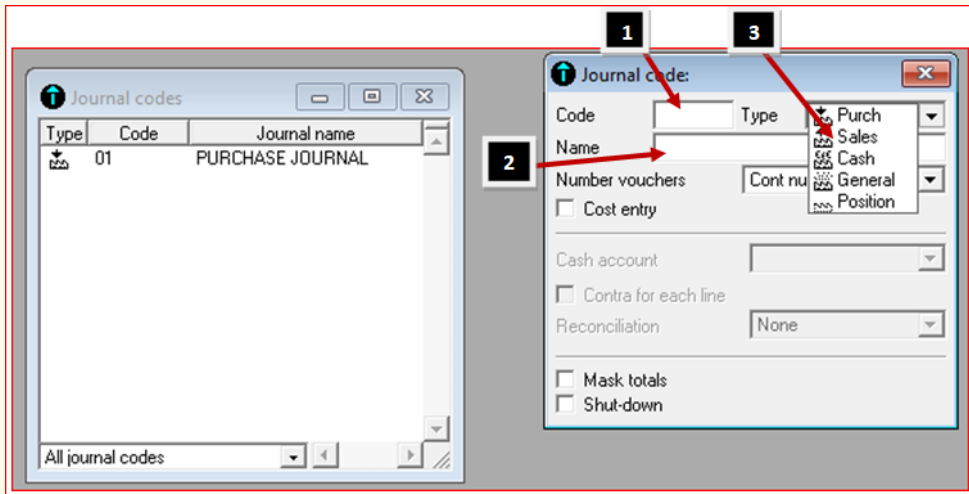 1
3
Journal codes
Type Code Journal name
01 PURCHASE JOURNAL
All journal codes
2
Journal code:
Code Type Purch
Sales
Name Cash
Number vouchers Cont nu General
Cost entry Position
Cash account
Contra for each line
Reconciliation None
Mask totals
Shut-down